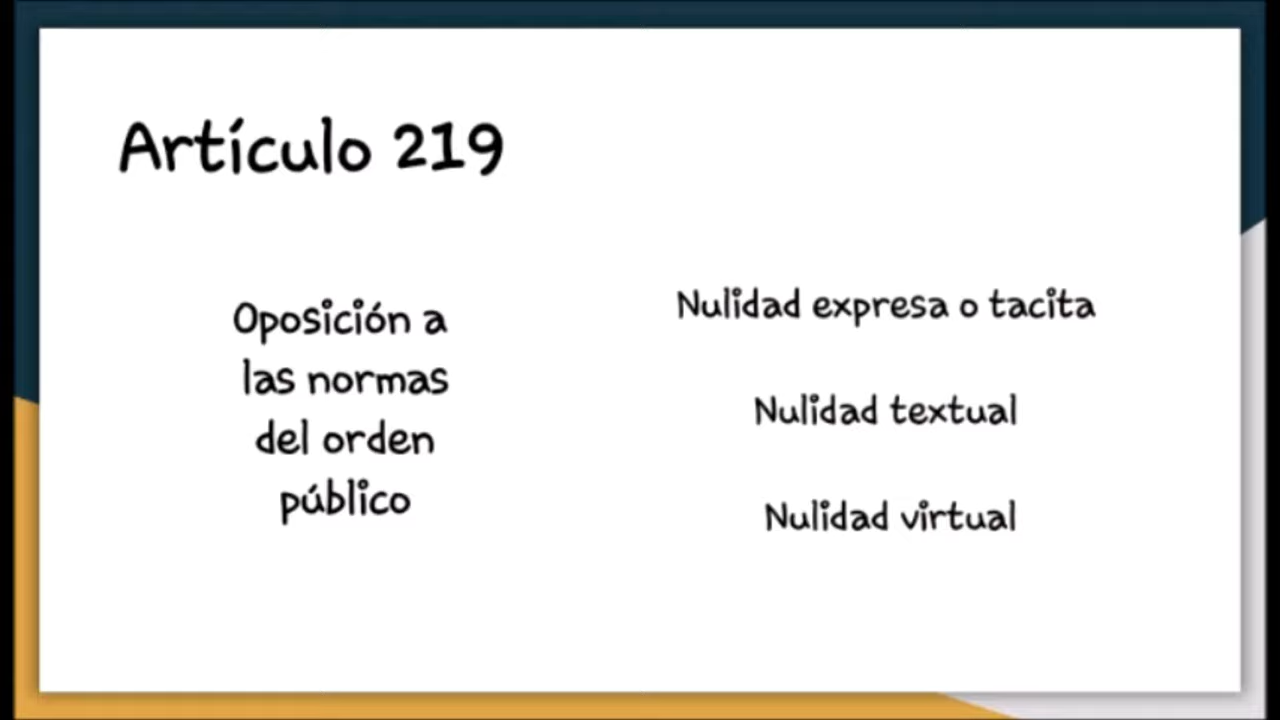 Artículo 219
Oposición a
las normas
del orden
público
Nulidad expresa o tacita
Nulidad textual
Nulidad virtual